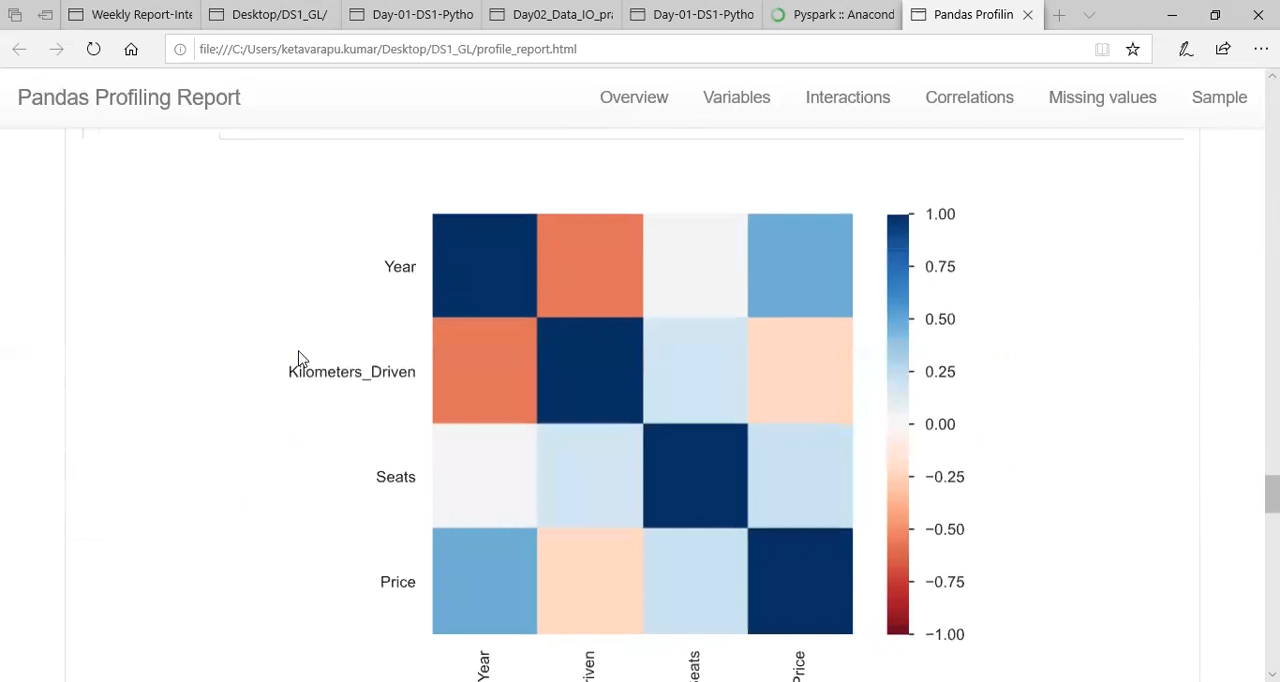 Weekly Report-Inte
Desktop/DS1_GL/
Day-01-DS1-Pytho
Day02_Data_IO_pra
Day-01-DS1-Pytho
Pyspark :: Anacond
Pandas Profilin
file:///C:/Users/ketavarapu.kumar/Desktop/DS1_GL/profile_report.html
Pandas Profiling Report
Overview
Variables
Interactions
Correlations
Missing values
Sample
Year
Kilometers_Driven
Seats
Price
1.00
0.75
0.50
0.25
0.00
−0.25
−0.50
−0.75
−1.00
Year
riven
eats
Price